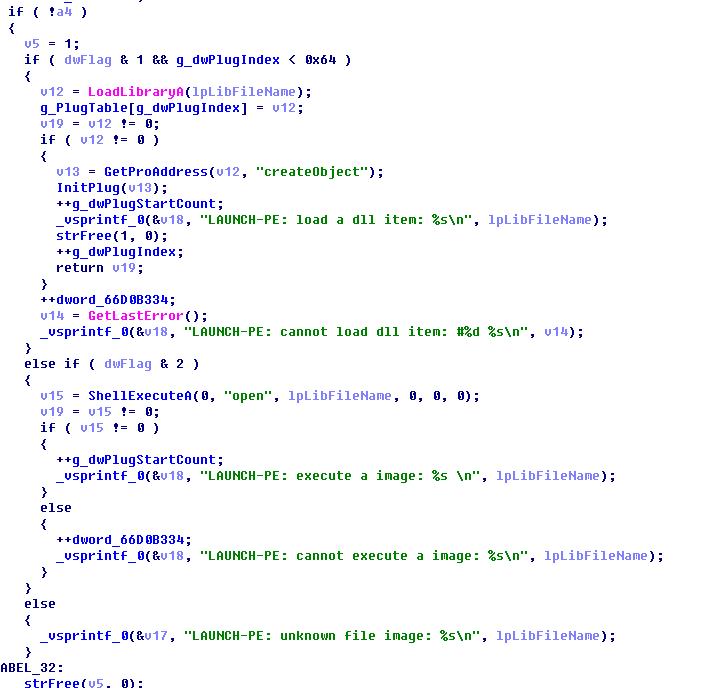 if ( !a4 )
{
v5 = 1;
if ( dwFlag & 1 && g_dwPlugIndex < 0x64 )
{
v12 = LoadLibraryA(lpLibFileName);
g_PlugTable[g_dwPlugIndex] = v12;
v19 = v12 != 0;
if ( v12 != 0 )
{
v13 = GetProAddress(v12, "createObject");
InitPlug(v13);
++g_dwPlugStartCount;
_vsprintf_0(&v18, "LAUNCH-PE: load a dll item: %s\n", lpLibFileName);
strFree(1, 0);
++g_dwPlugIndex;
return v19;
}
++dword_66D0B334;
v14 = GetLastError();
_vsprintf_0(&v18, "LAUNCH-PE: cannot load dll item: #%d %s\n", v14);
}
else if ( dwFlag & 2 )
{
v15 = ShellExecuteA(0, "open", lpLibFileName, 0, 0, 0);
v19 = v15 != 0;
if ( v15 != 0 )
{
++g_dwPlugStartCount;
_vsprintf_0(&v18, "LAUNCH-PE: execute a image: %s \n", lpLibFileName);
}
else
{
++dword_66D0B334;
_vsprintf_0(&v18, "LAUNCH-PE: cannot execute a image: %s\n", lpLibFileName);
}
}
else
{
_vsprintf_0(&v17, "LAUNCH-PE: unknown file image: %s\n", lpLibFileName);
}
ABEL_32:
strFree(v5, 0);